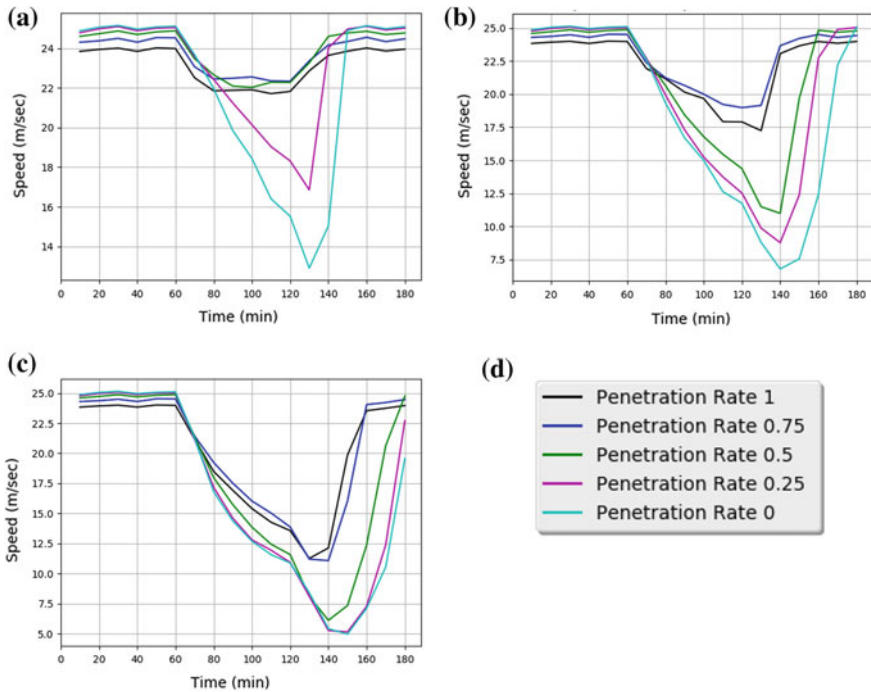 (a)
24
22
20
18
16
14
Speed (m/sec)
0 20 40 60 80 100 120 140 160 180
Time (min)
(b)
25.0
22.5
20.0
17.5
15.0
12.5
10.0
7.5
Speed (m/sec)
0 20 40 60 80 100 120 140 160 180
Time (min)
(c)
25.0
22.5
20.0
17.5
15.0
12.5
10.0
7.5
5.0
Speed (m/sec)
0 20 40 60 80 100 120 140 160 180
Time (min)
(d)
Penetration Rate 1
Penetration Rate 0.75
Penetration Rate 0.5
Penetration Rate 0.25
Penetration Rate 0